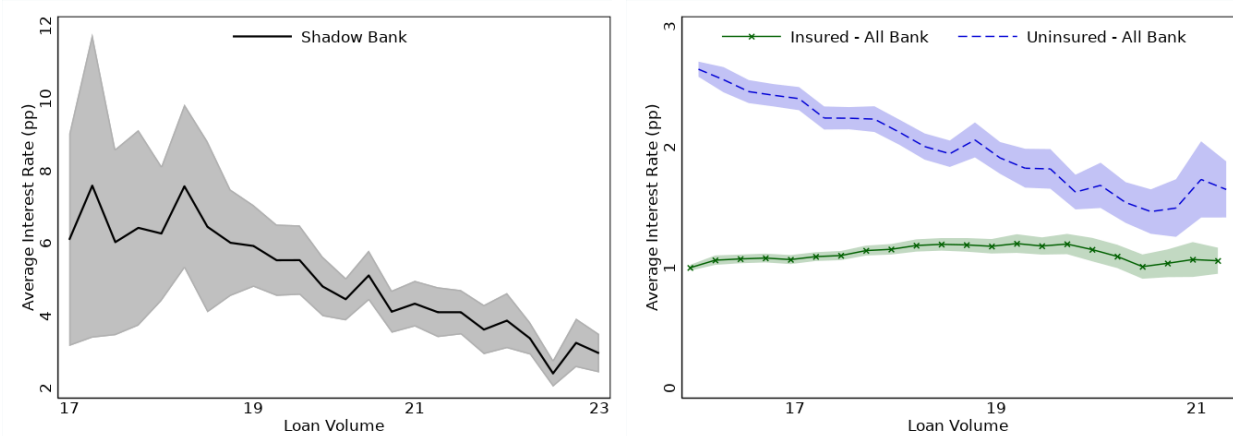 Shadow Bank
Average Interest Rate (pp)
12
10
8
6
4
2
17 19 21 23
Loan Volume
Insured - All Bank Uninsured - All Bank
Average Interest Rate (pp)
3
2
1
0
17 19 21
Loan Volume